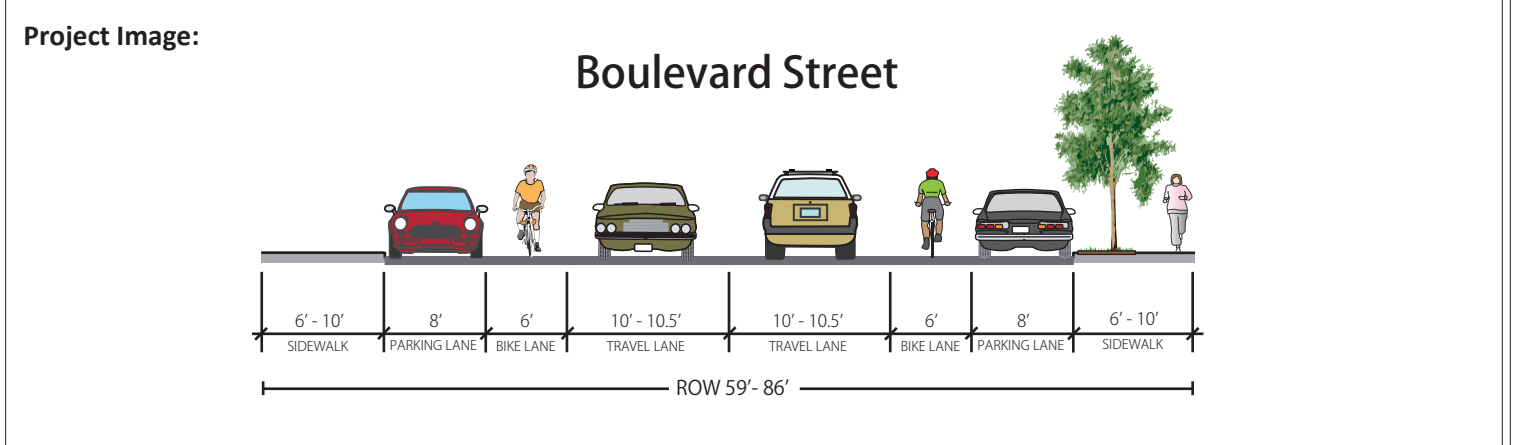 Project Image:
Boulevard Street
6’ - 10’ 8’ 6’ 10’ - 10.5’ 10’ - 10.5’ 6’ 8’ 6’ - 10’
SIDEWALK PARKING LANE BIKE LANE TRAVEL LANE TRAVEL LANE BIKE LANE PARKING LANE SIDEWALK
ROW 59’- 86’